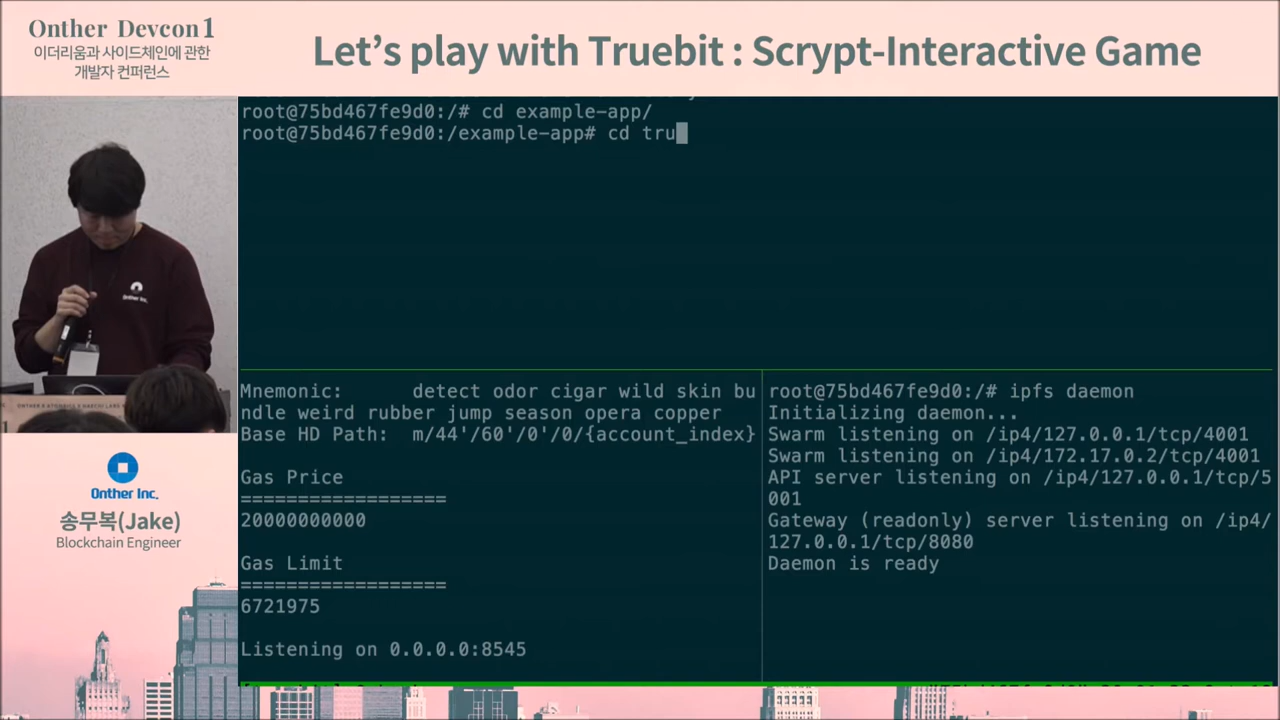 Onther Devcon 1
이더리움과 사이드체인에 관한
개발자 컨퍼런스
Let's play with Truebit : Scrypt-Interactive Game
root@75bd467fe9d0:/# cd example-app/
root@75bd467fe9d0:/example-app# cd tru
Mnemonic: detect odor cigar wild skin bu
ndle weird rubber jump season opera copper
Base HD Path: m/44'/60'/0'/0/{account_index}
Gas Price
==================
20000000000
Gas Limit
==================
6721975
Listening on 0.0.0.0:8545
root@75bd467fe9d0:/# ipfs daemon
Initializing daemon...
Swarm listening on /ip4/127.0.0.1/tcp/4001
Swarm listening on /ip4/172.17.0.2/tcp/4001
API server listening on /ip4/127.0.0.1/tcp/5
001
Gateway (readonly) server listening on /ip4/
127.0.0.1/tcp/8080
Daemon is ready
Onther Inc.
Onther Inc.
송무복(Jake)
Blockchain Engineer